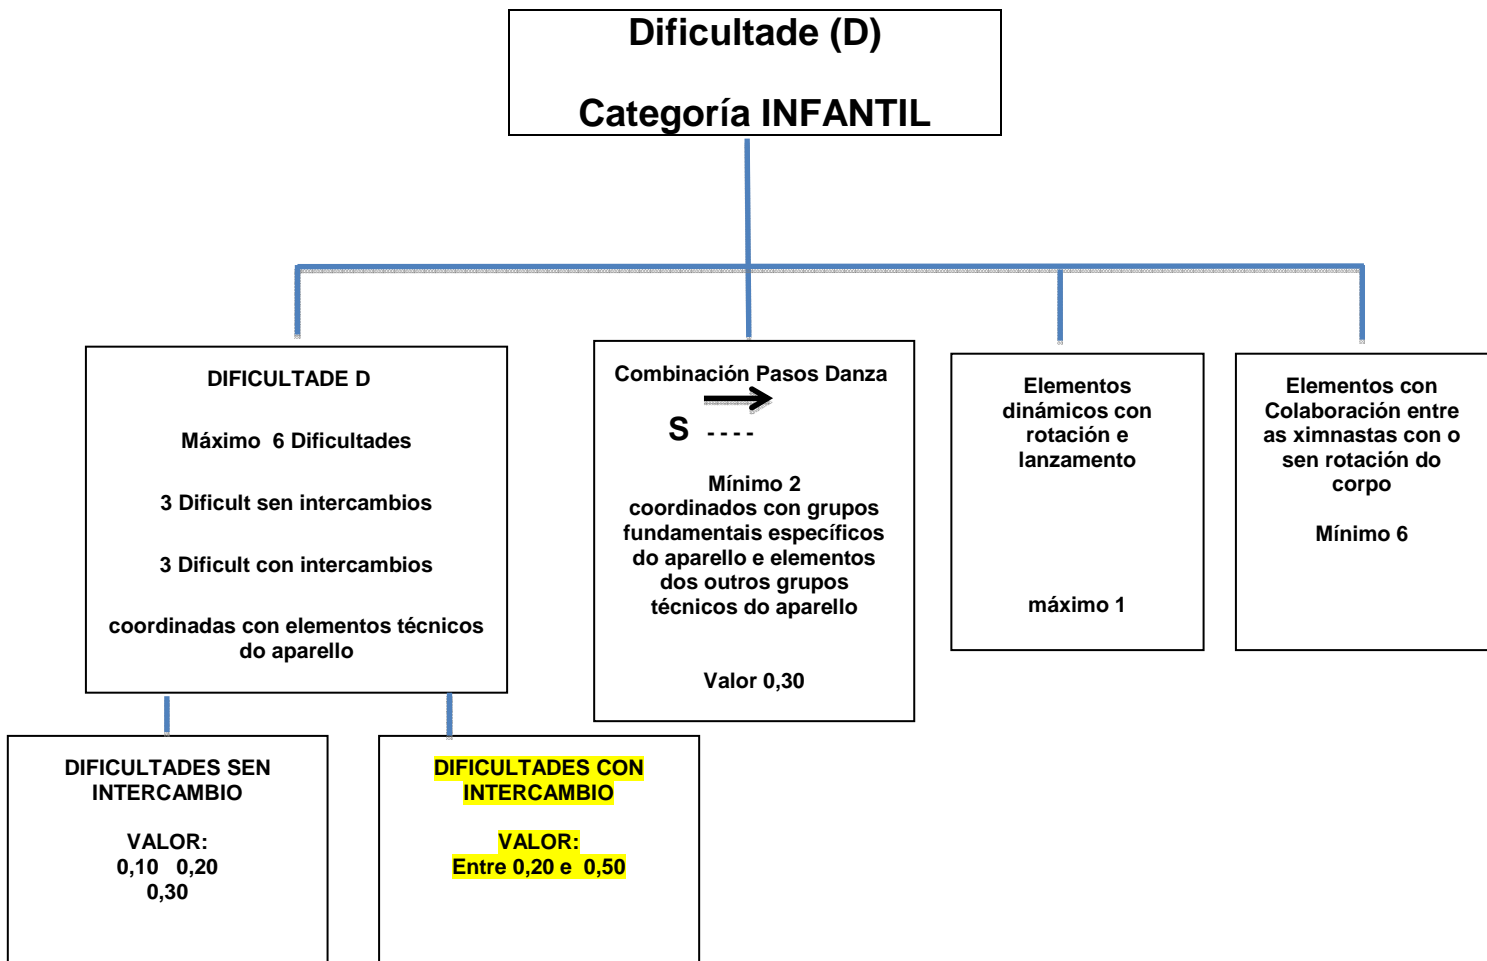 Dificultade (D)
Categoría INFANTIL
DIFICULTADE D
Máximo 6 Dificultades
3 Dificult sen intercambios
3 Dificult con intercambios
coordinadas con elementos técnicos
do aparello
Combinación Pasos Danza
S ----
Mínimo 2
coordinados con grupos
fundamentais específicos
do aparello e elementos
dos outros grupos
técnicos do aparello
Valor 0,30
Elementos
dinámicos con
rotación e
lanzamento
máximo 1
Elementos con
Colaboración entre
as ximnastas con o
sen rotación do
corpo
Mínimo 6
DIFICULTADES SEN
INTERCAMBIO
VALOR:
0,10 0,20
0,30
DIFICULTADES CON
INTERCAMBIO
VALOR:
Entre 0,20 e 0,50